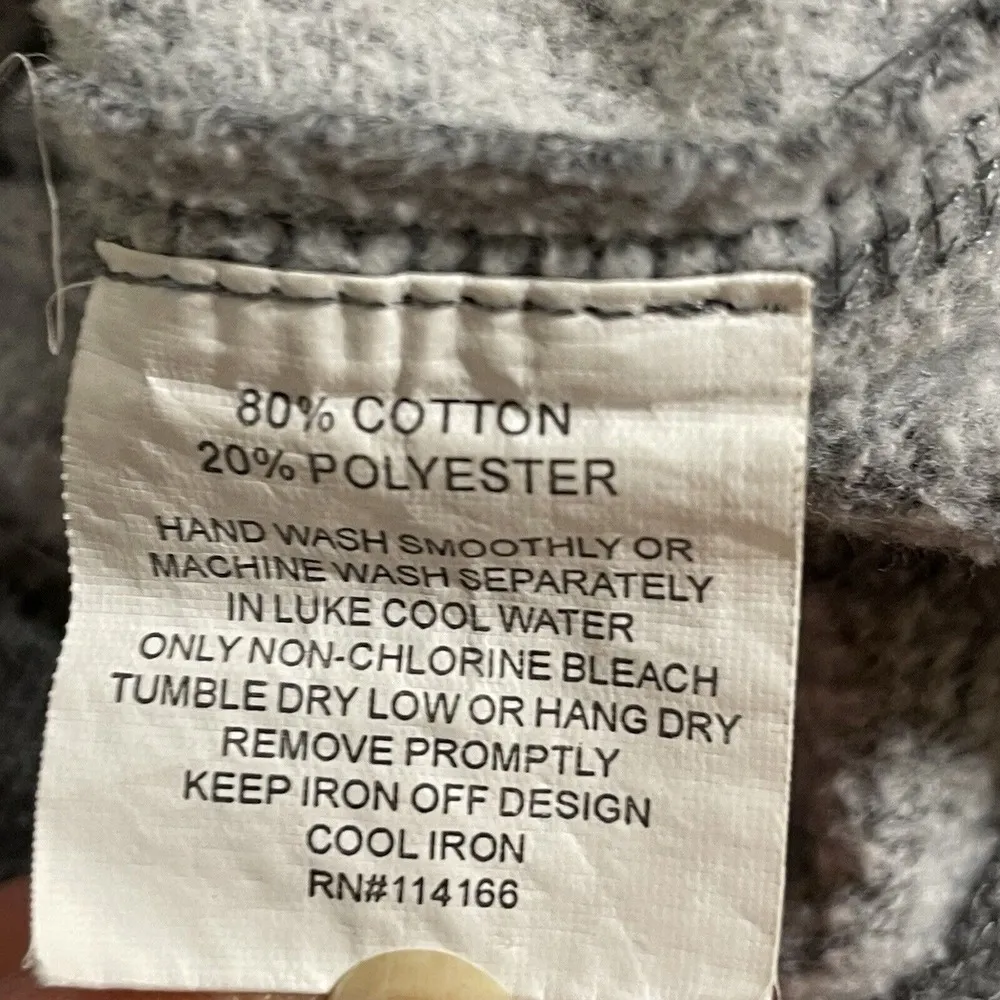 80% COTTON
20% POLYESTER
HAND WASH SMOOTHLY OR
MACHINE WASH SEPARATELY
IN LUKE COOL WATER
ONLY NON-CHLORINE BLEACH
TUMBLE DRY LOW OR HANG DRY
REMOVE PROMPTLY
KEEP IRON OFF DESIGN
COOL IRON
RN#114166